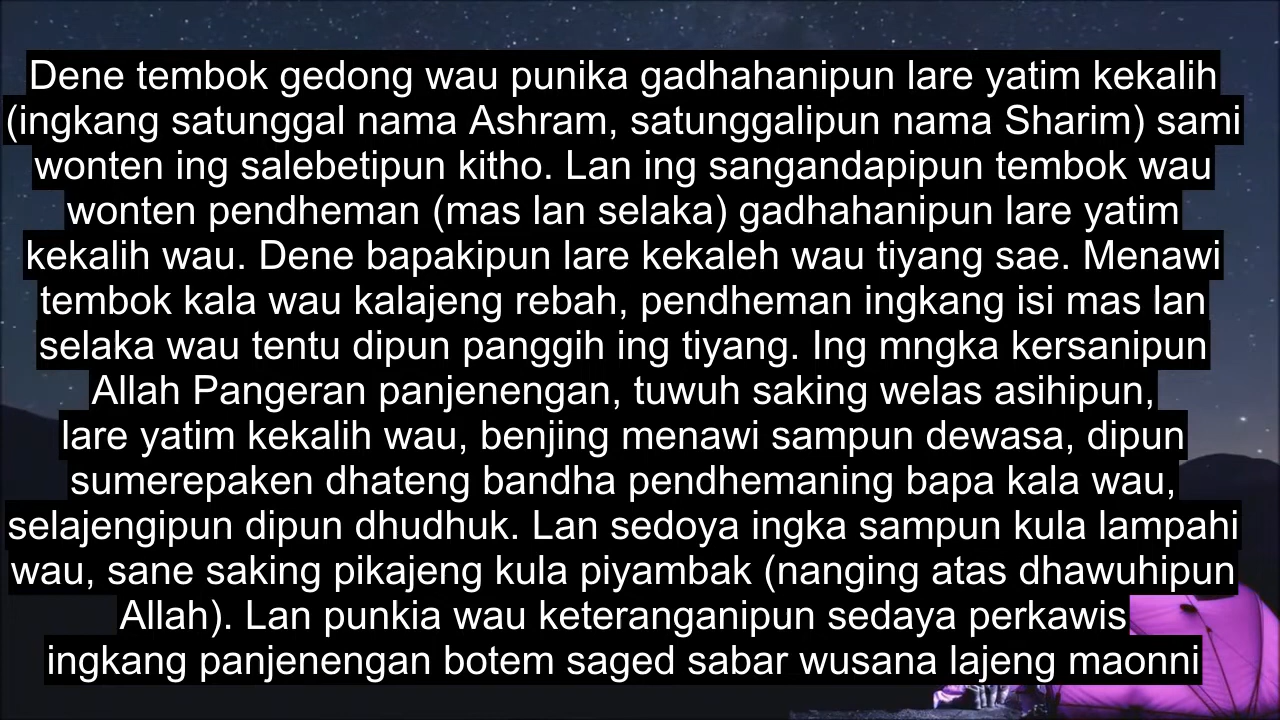 Dene tembok gedong wau punika gadhahanipun lare yatim kekalih
(ingkang satunggal nama Ashram, satunggalipun nama Sharim) sami
wonten ing salebetipun kitho. Lan ing sangandapipun tembok wau
wonten pendheman (mas lan selaka) gadhahanipun lare yatim
kekalih wau. Dene bapakipun lare kekaleh wau tiyang sae. Menawi
tembok kala wau kalajeng rebah, pendheman ingkang isi mas lan
selaka wau tentu dipun panggih ing tiyang. Ing mngka kersanipun
Allah Pangeran panjenengan, tuwuh saking welas asihipun,
lare yatim kekalih wau, benjing menawi sampun dewasa, dipun
sumerepaken dhateng bandha pendhemaning bapa kala wau,
selajengipun dipun dhudhuk. Lan sedoya ingka sampun kula lampahi
wau, sane saking pikajeng kula piyambak (nanging atas dhawuhipun
Allah). Lan punkia wau keteranganipun sedaya perkawis
ingkang panjenengan botem saged sabar wusana lajeng maonni